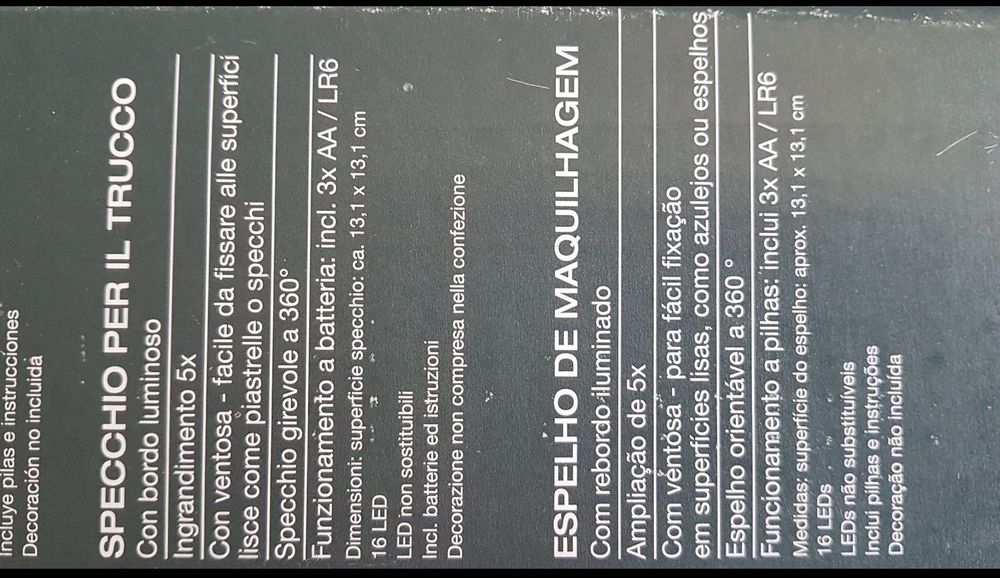 Incluye pilas e instrucciones
Decoración no incluida
SPECCHIO PER IL TRUCCO
Con bordo luminoso
Ingrandimento 5x
Con ventosa - facile da fissare alle superfici
lisce come piastrelle o specchi
Specchio girevole a 360°
Funzionamento a batteria: incl. 3x AA / LR6
Dimensioni: superficie specchio: ca. 13,1 x 13,1 cm
16 LED
LED non sostituibili
Incl. batterie ed istruzioni
Decorazione non compresa nella confezione
ESPELHO DE MAQUILHAGEM
Com rebordo iluminado
Ampliação de 5x
Com ventosa - para fácil fixação
em superfícies lisas, como azulejos ou espelhos
Espelho orientável a 360°
Funcionamento a pilhas: inclui 3x AA / LR6
Medidas: superfície do espelho: aprox. 13,1 x 13,1 cm
16 LEDs
LEDs não substituíveis
Inclui pilhas e instruções
Decoração não incluída